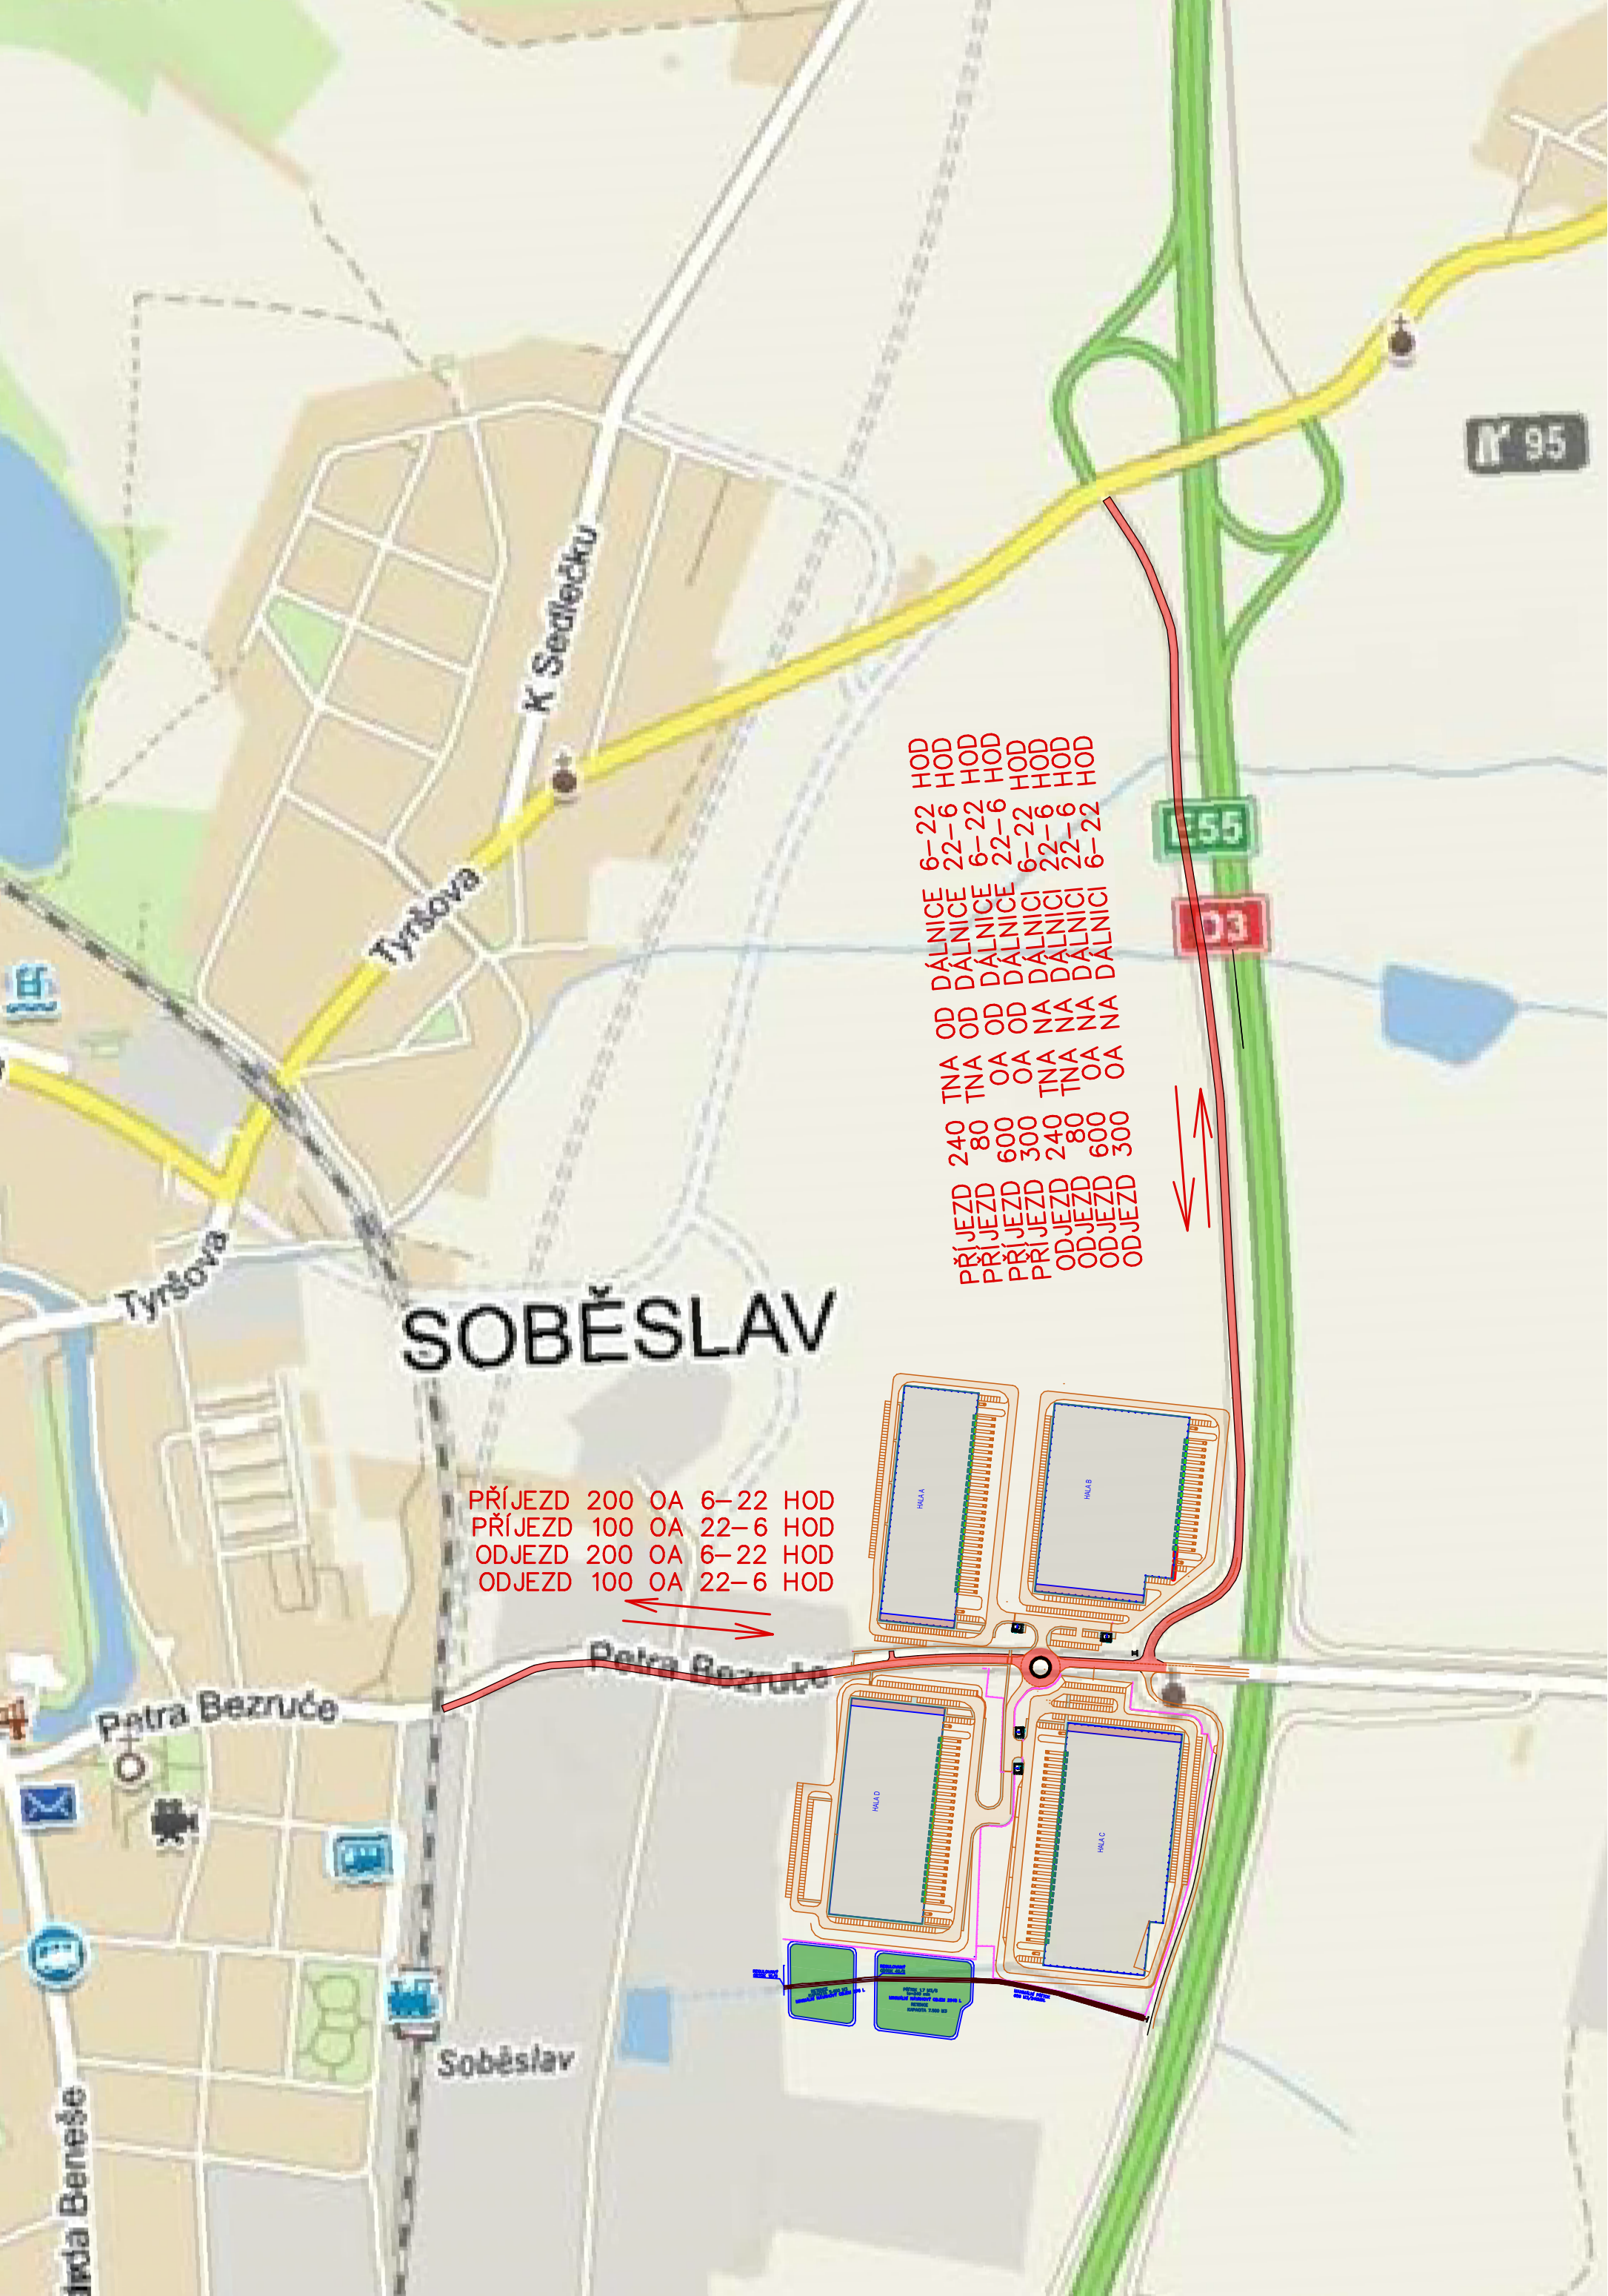 95
K Sedlečku
PŘÍJEZD 240 TNA OD DÁLNICE 6-22 HOD
PŘÍJEZD 80 TNA OD DÁLNICE 22-6 HOD
PŘÍJEZD 600 OA OD DÁLNICE 6-22 HOD
PŘÍJEZD 300 OA OD DÁLNICE 22-6 HOD
ODJEZD 240 TNA NA DÁLNICI 6-22 HOD
ODJEZD 80 TNA NA DÁLNICI 22-6 HOD
ODJEZD 600 OA NA DÁLNICI 22-6 HOD
ODJEZD 300 OA NA DÁLNICI 6-22 HOD
E55
D3
Tyršova
Tyršova
SOBĚSLAV
HALA A
HALA B
PŘÍJEZD 200 OA 6-22 HOD
PŘÍJEZD 100 OA 22-6 HOD
ODJEZD 200 OA 6-22 HOD
ODJEZD 100 OA 22-6 HOD
Petra Bezruče
Petra Bezruče
HALA D
HALA C
Soběslav
Beneše